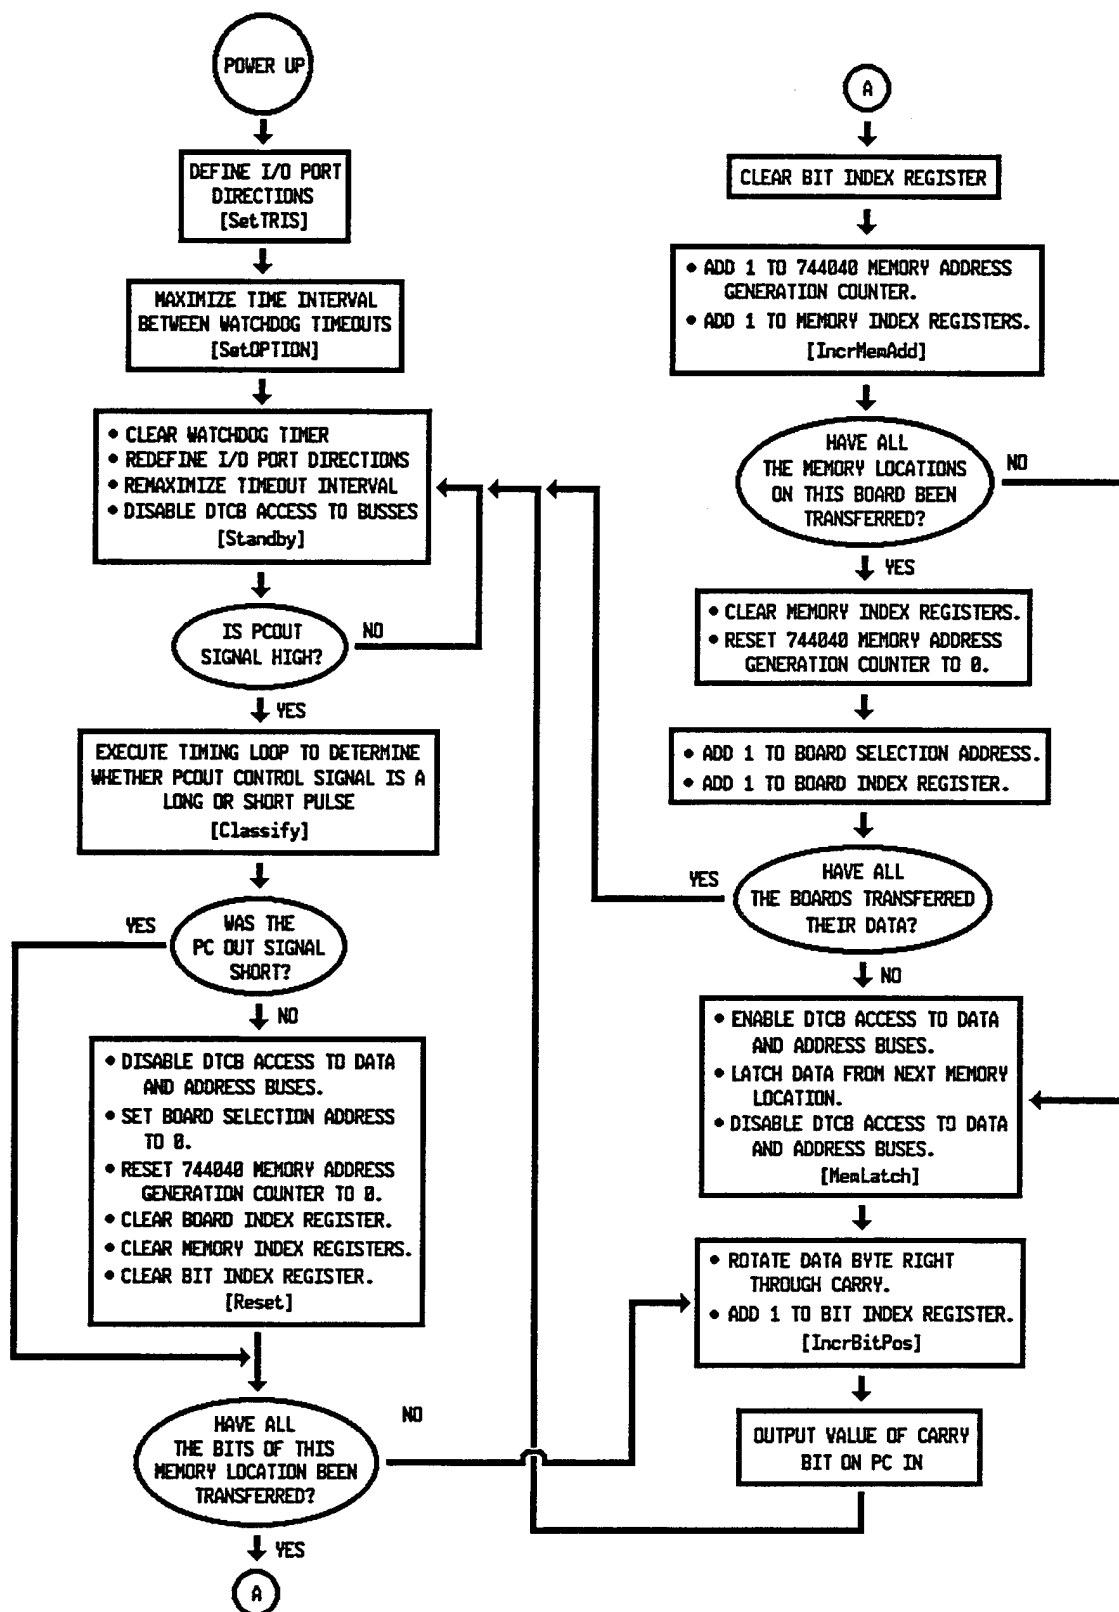 POWER UP
DEFINE I/O PORT
DIRECTIONS
[SetTRIS]
MAXIMIZE TIME INTERVAL
BETWEEN WATCHDOG TIMEOUTS
[SetOPTION]
• CLEAR WATCHDOG TIMER
• REDEFINE I/O PORT DIRECTIONS
• REMAXIMIZE TIMEOUT INTERVAL
• DISABLE DTCB ACCESS TO BUSSES
[Standby]
IS PCOUT
SIGNAL HIGH?
NO
YES
EXECUTE TIMING LOOP TO DETERMINE
WHETHER PCOUT CONTROL SIGNAL IS A
LONG OR SHORT PULSE
[Classify]
YES
WAS THE
PC OUT SIGNAL
SHORT?
NO
• DISABLE DTCB ACCESS TO DATA
AND ADDRESS BUSES.
• SET BOARD SELECTION ADDRESS
TO 0.
• RESET 744040 MEMORY ADDRESS
GENERATION COUNTER TO 0.
• CLEAR BOARD INDEX REGISTER.
• CLEAR MEMORY INDEX REGISTERS.
• CLEAR BIT INDEX REGISTER.
[Reset]
HAVE ALL
THE BITS OF THIS
MEMORY LOCATION BEEN
TRANSFERRED?
NO
YES
A
A
CLEAR BIT INDEX REGISTER
• ADD 1 TO 744040 MEMORY ADDRESS
GENERATION COUNTER.
• ADD 1 TO MEMORY INDEX REGISTERS.
[IncrMemAdd]
HAVE ALL
THE MEMORY LOCATIONS
ON THIS BOARD BEEN
TRANSFERRED?
NO
YES
• CLEAR MEMORY INDEX REGISTERS.
• RESET 744040 MEMORY ADDRESS
GENERATION COUNTER TO 0.
• ADD 1 TO BOARD SELECTION ADDRESS.
• ADD 1 TO BOARD INDEX REGISTER.
YES
HAVE ALL
THE BOARDS TRANSFERRED
THEIR DATA?
NO
• ENABLE DTCB ACCESS TO DATA
AND ADDRESS BUSES.
• LATCH DATA FROM NEXT MEMORY
LOCATION.
• DISABLE DTCB ACCESS TO DATA
AND ADDRESS BUSES.
[MemLatch]
• ROTATE DATA BYTE RIGHT
THROUGH CARRY.
• ADD 1 TO BIT INDEX REGISTER.
[IncrBitPos]
OUTPUT VALUE OF CARRY
BIT ON PC IN